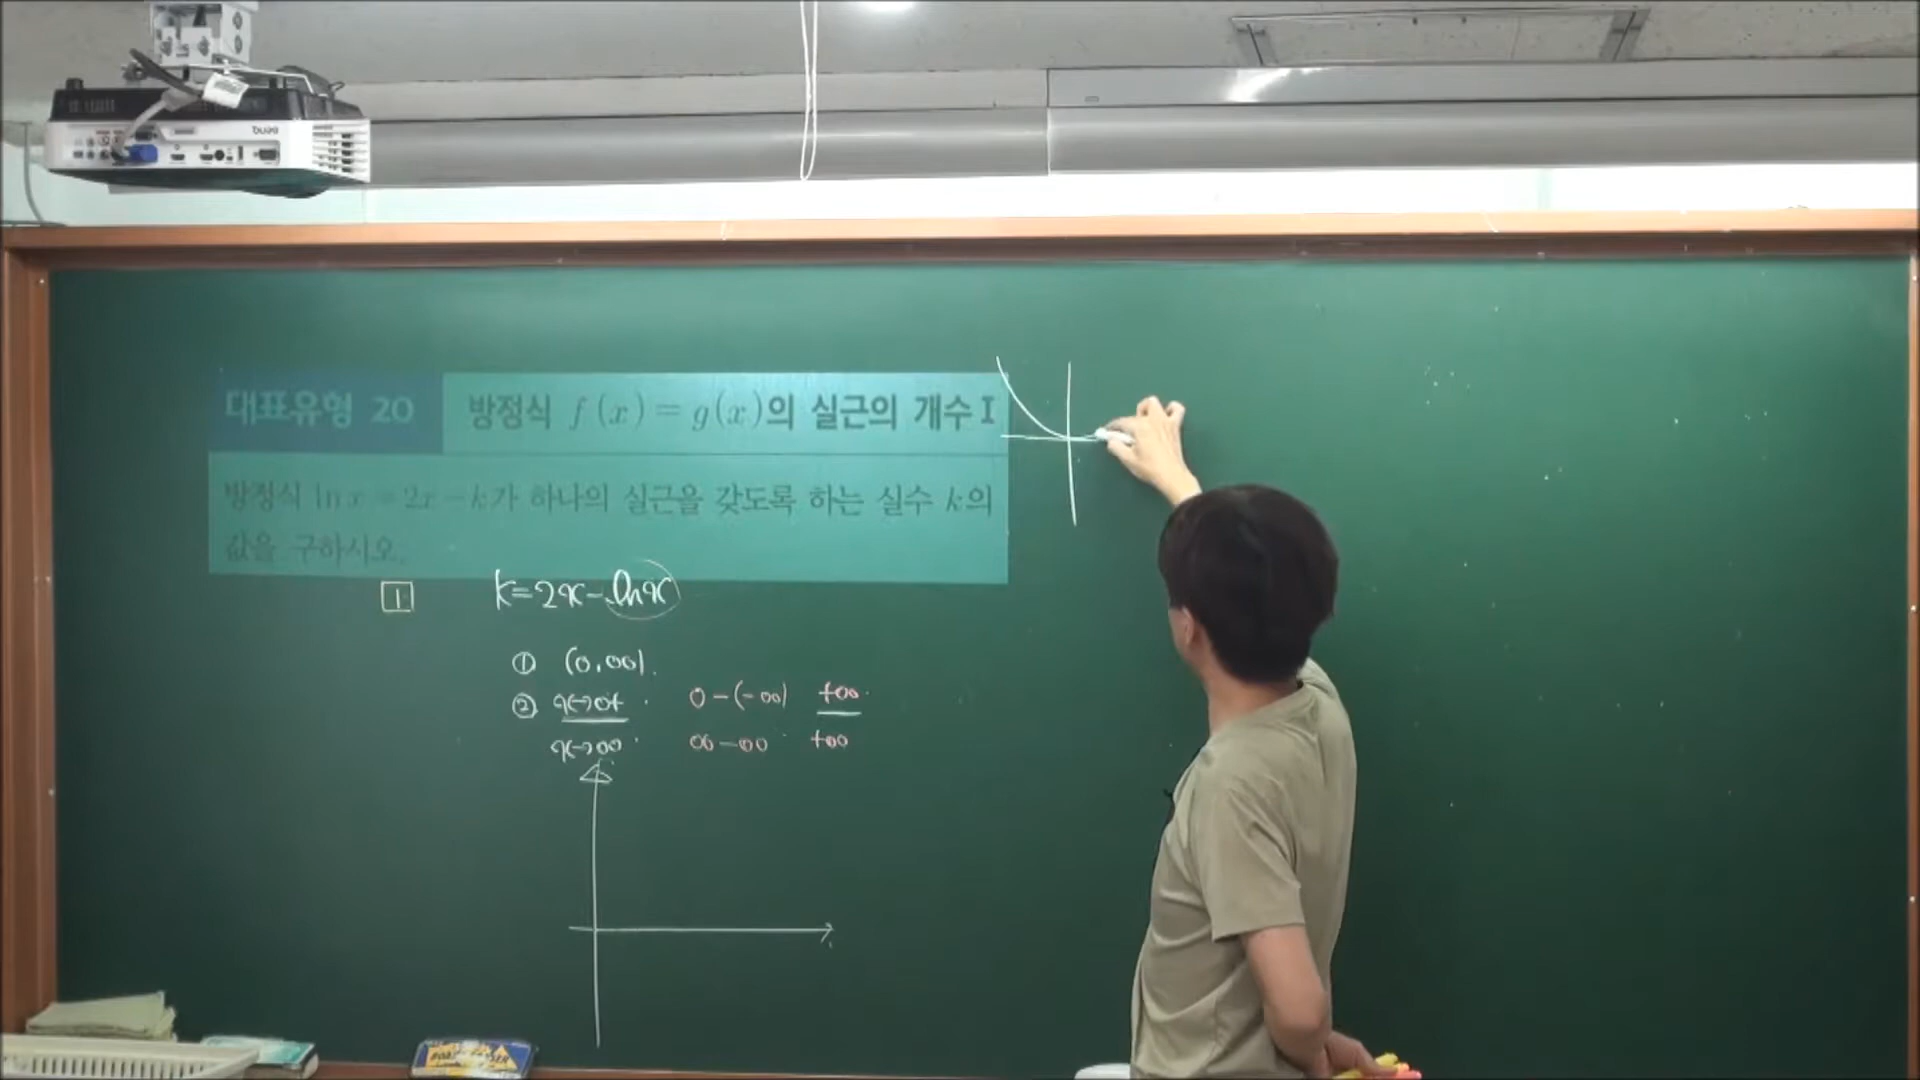 BenQ
대표유형 20
방정식 f(x)=g(x)의 실근의 개수 I
방정식 ln x=2x-k가 하나의 실근을 갖도록 하는 실수 k의
값을 구하시오.
1 k=2x-lnx
① (0, ∞).
② x→0+ 0-(-∞) +∞
x→∞ ∞-∞ +∞